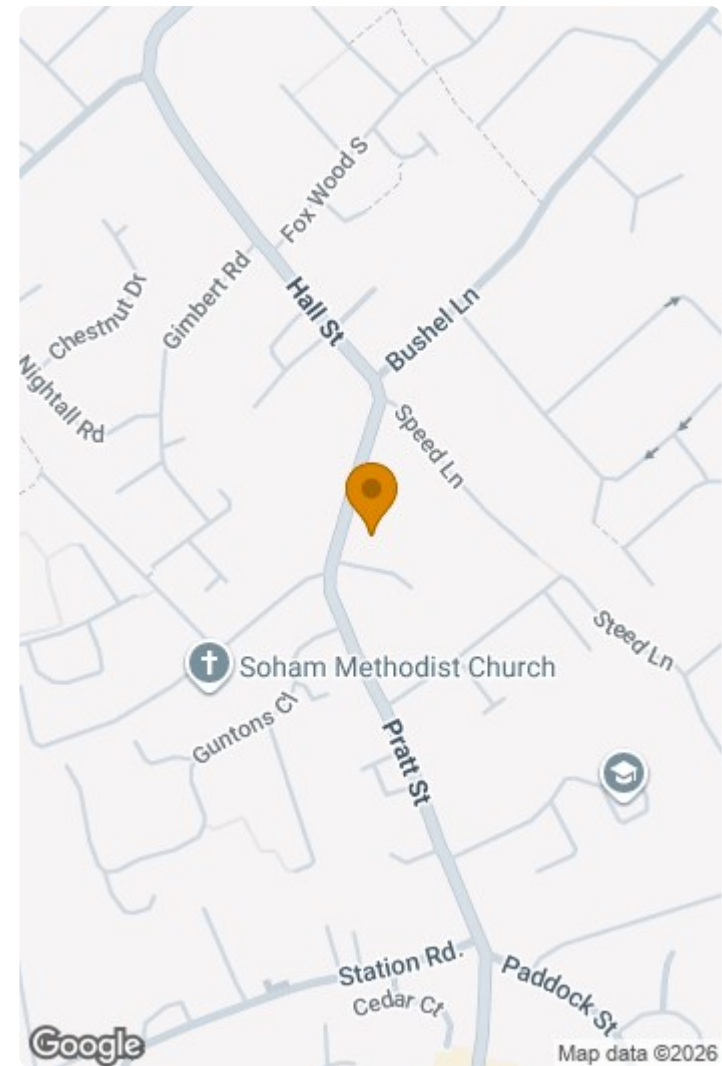 Fox Wood S
Chestnut Dr
Gimbert Rd
Hall St
Bushel Ln
Nightall Rd
Speed Ln
Steed Ln
Soham Methodist Church
Guntons Cl
Pratt St
Station Rd.
Paddock St
Cedar Ct
Google
Map data ©2026